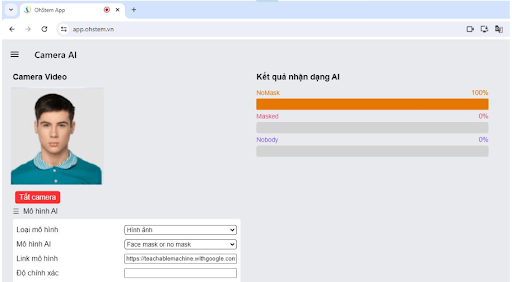 OhStem App
app.ohstem.vn
Camera AI
Camera Video
Tắt camera
Mô hình AI
Loại mô hình
Hình ảnh
Mô hình AI
Face mask or no mask
Link mô hình
https://teachablemachine.withgoogle.com
Độ chính xác
Kết quả nhận dạng AI
NoMask 100%
Masked 0%
Nobody 0%